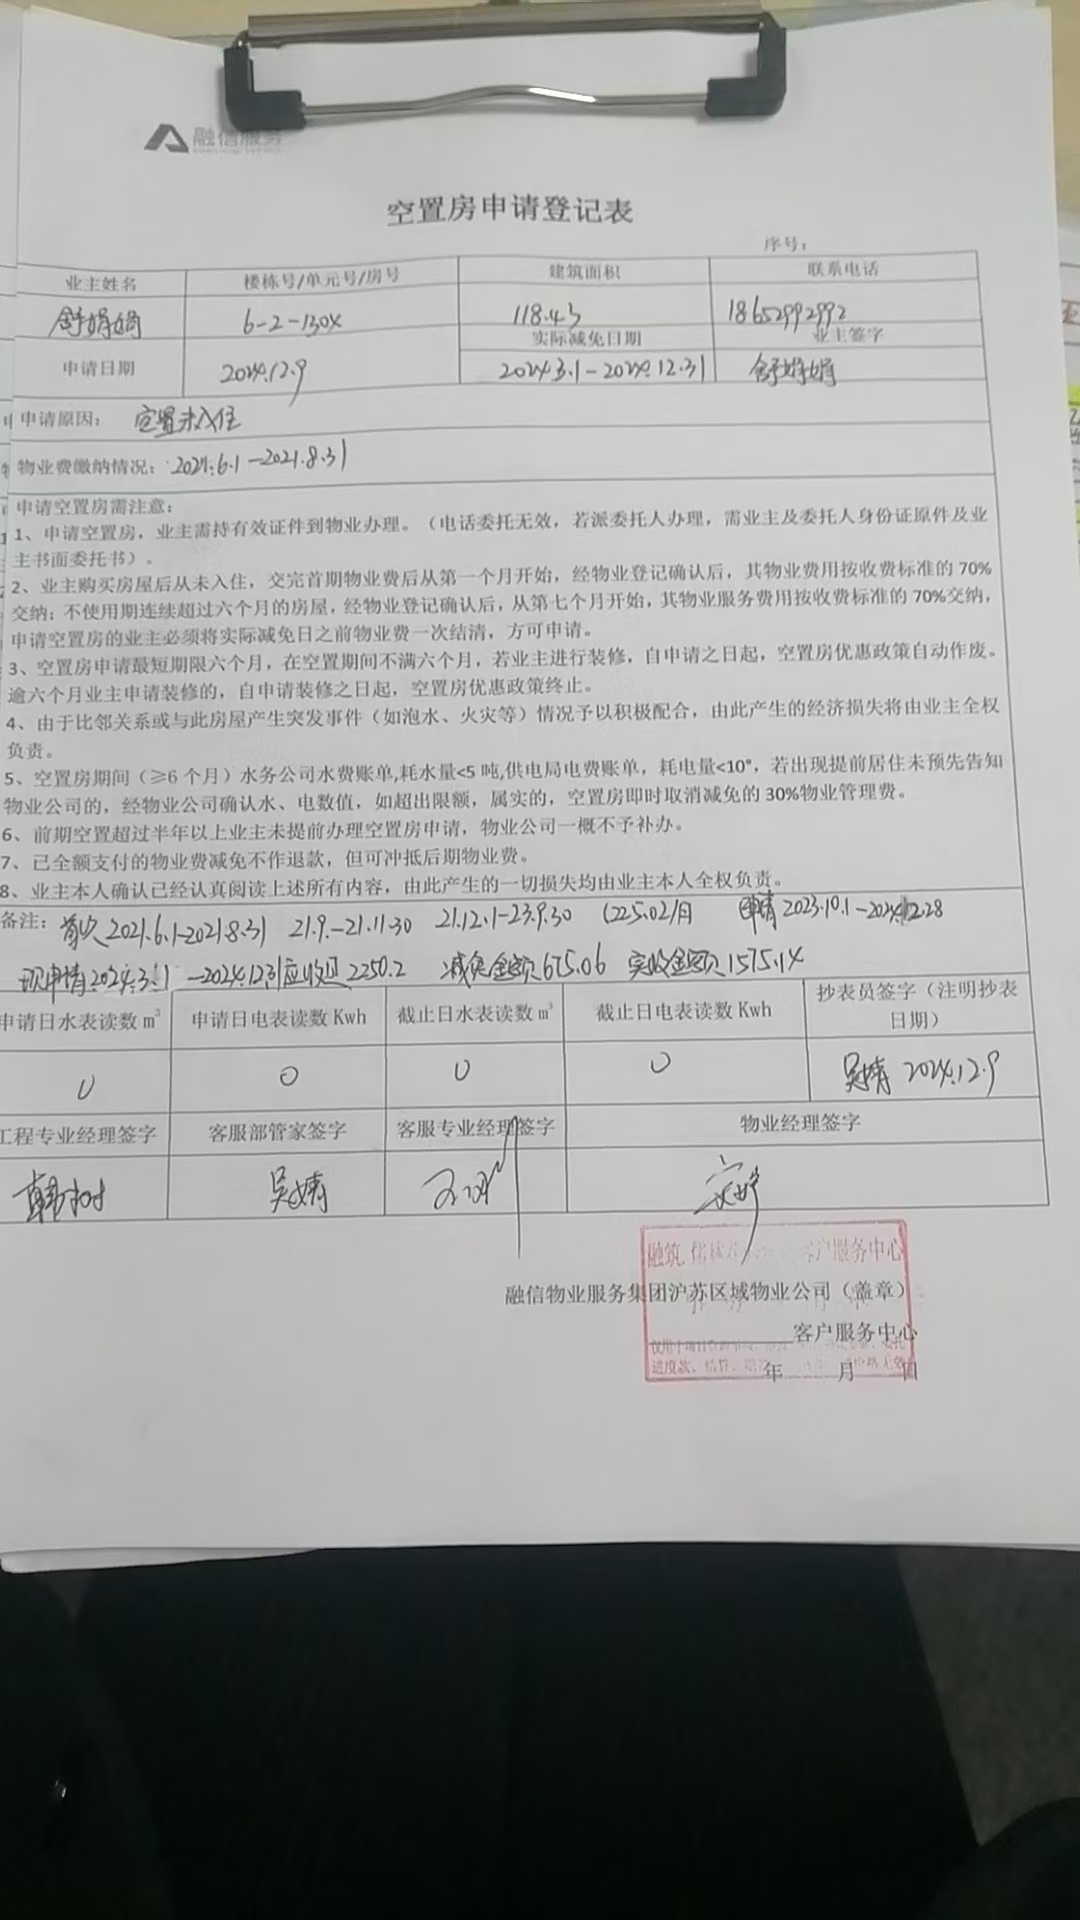 融信服务
空置房申请登记表
序号：
业主姓名 楼栋号/单元号/房号 建筑面积 联系电话
舒娟娟 6-2-1304 118.43 18652992992
实际减免日期 业主签字
申请日期 2024.12.9 2024.3.1-2024.12.31 舒娟娟
申请原因： 空置未入住
物业费缴纳情况：2021.6.1-2021.8.31
申请空置房需注意：
1、申请空置房，业主需持有效证件到物业办理。（电话委托无效，若派委托人办理，需业主及委托人身份证原件及业
主书面委托书）。
2、业主购买房屋后从未入住，交完首期物业费后从第一个月开始，经物业登记确认后，其物业费用按收费标准的70%
交纳；不使用期连续超过六个月的房屋，经物业登记确认后，从第七个月开始，其物业服务费用按收费标准的70%交纳，
申请空置房的业主必须将实际减免日之前物业费一次结清，方可申请。
3、空置房申请最短期限六个月，在空置期间不满六个月，若业主进行装修，自申请之日起，空置房优惠政策自动作废。
逾六个月业主申请装修的，自申请装修之日起，空置房优惠政策终止。
4、由于比邻关系或与此房屋产生突发事件（如泡水、火灾等）情况予以积极配合，由此产生的经济损失将由业主全权
负责。
5、空置房期间（≥6个月）水务公司水费账单,耗水量<5吨,供电局电费账单，耗电量<10°，若出现提前居住未预先告知
物业公司的，经物业公司确认水、电数值，如超出限额，属实的，空置房即时取消减免的30%物业管理费。
6、前期空置超过半年以上业主未提前办理空置房申请，物业公司一概不予补办。
7、已全额支付的物业费减免不作退款，但可冲抵后期物业费。
8、业主本人确认已经认真阅读上述所有内容，由此产生的一切损失均由业主本人全权负责。
备注：首次2021.6.1-2021.8.31 21.9.-21.11.30 21.12.1-23.9.30 （225.02/月 申请2023.10.1-2024.2.28
现申请2024.3.1-2024.12.31应收2250.2 减免金额675.06 实收金额1575.14
申请日水表读数m³ 申请日电表读数Kwh 截止日水表读数m³ 截止日电表读数Kwh 抄表员签字（注明抄表
日期）
0 0 0 0 吴婧 2024.12.9
工程专业经理签字 客服部管家签字 客服专业经理签字 物业经理签字
吴婧
融筑 客户服务中心
融信物业服务集团沪苏区域物业公司（盖章）
客户服务中心
年 月 日